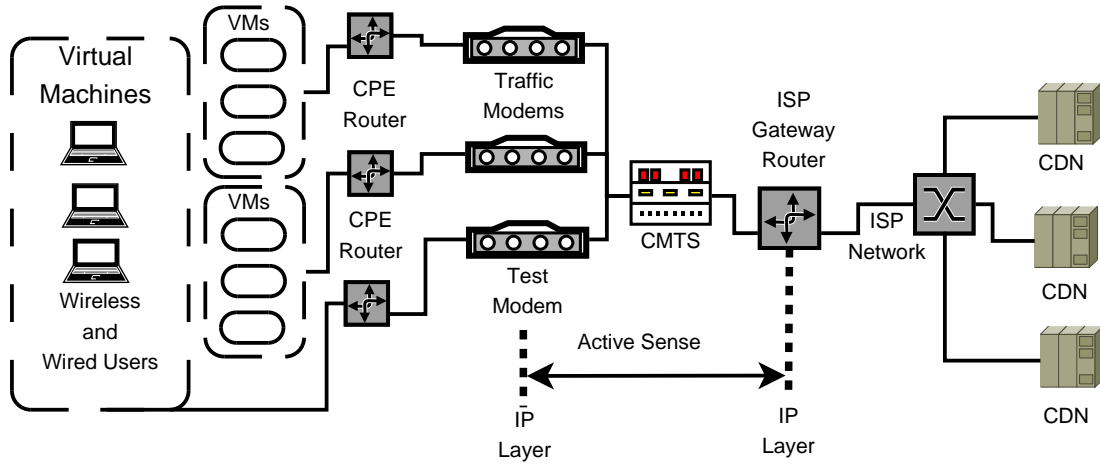 Virtual
Machines
Wireless
and
Wired Users
VMs
VMs
CPE
Router
CPE
Router
Traffic
Modems
Test
Modem
CMTS
ISP
Gateway
Router
ISP
Network
CDN
CDN
CDN
Active Sense
IP
Layer
IP
Layer